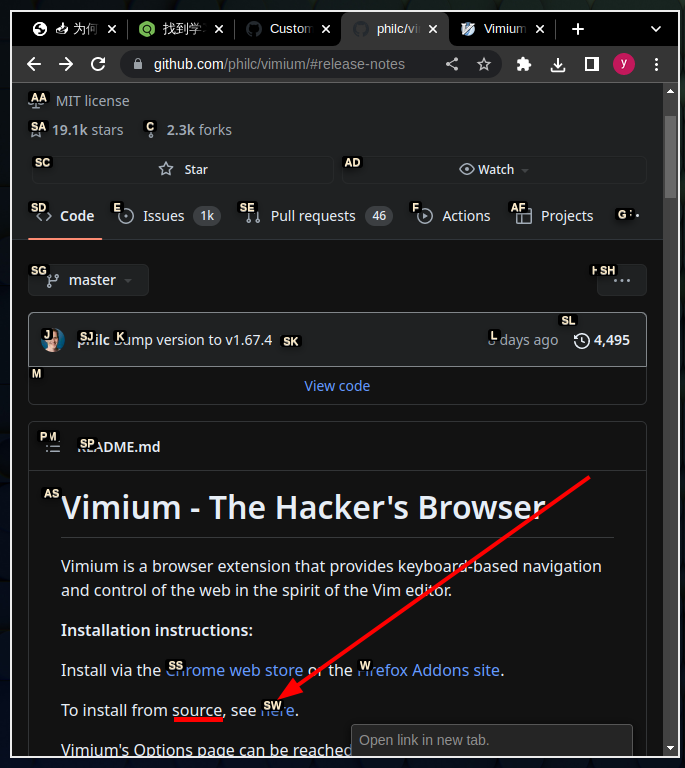 为何
找到学
Custom
philc/vi
Vimium
github.com/philc/vimium/#release-notes
y
AA MIT license
SA 19.1k stars C 2.3k forks
SC Star AD Watch
SD Code E Issues 1k SE Pull requests 46 F Actions AF Projects G
SG master SH
J SJ philc K Bump version to v1.67.4 SK L days ago SL 4,495
M
View code
SP README.md
AS Vimium - The Hacker's Browser
Vimium is a browser extension that provides keyboard-based navigation
and control of the web in the spirit of the Vim editor.
Installation instructions:
Install via the SS Chrome web store or the W Firefox Addons site.
To install from source, see SW here.
Vimium's Options page can be reached
Open link in new tab.